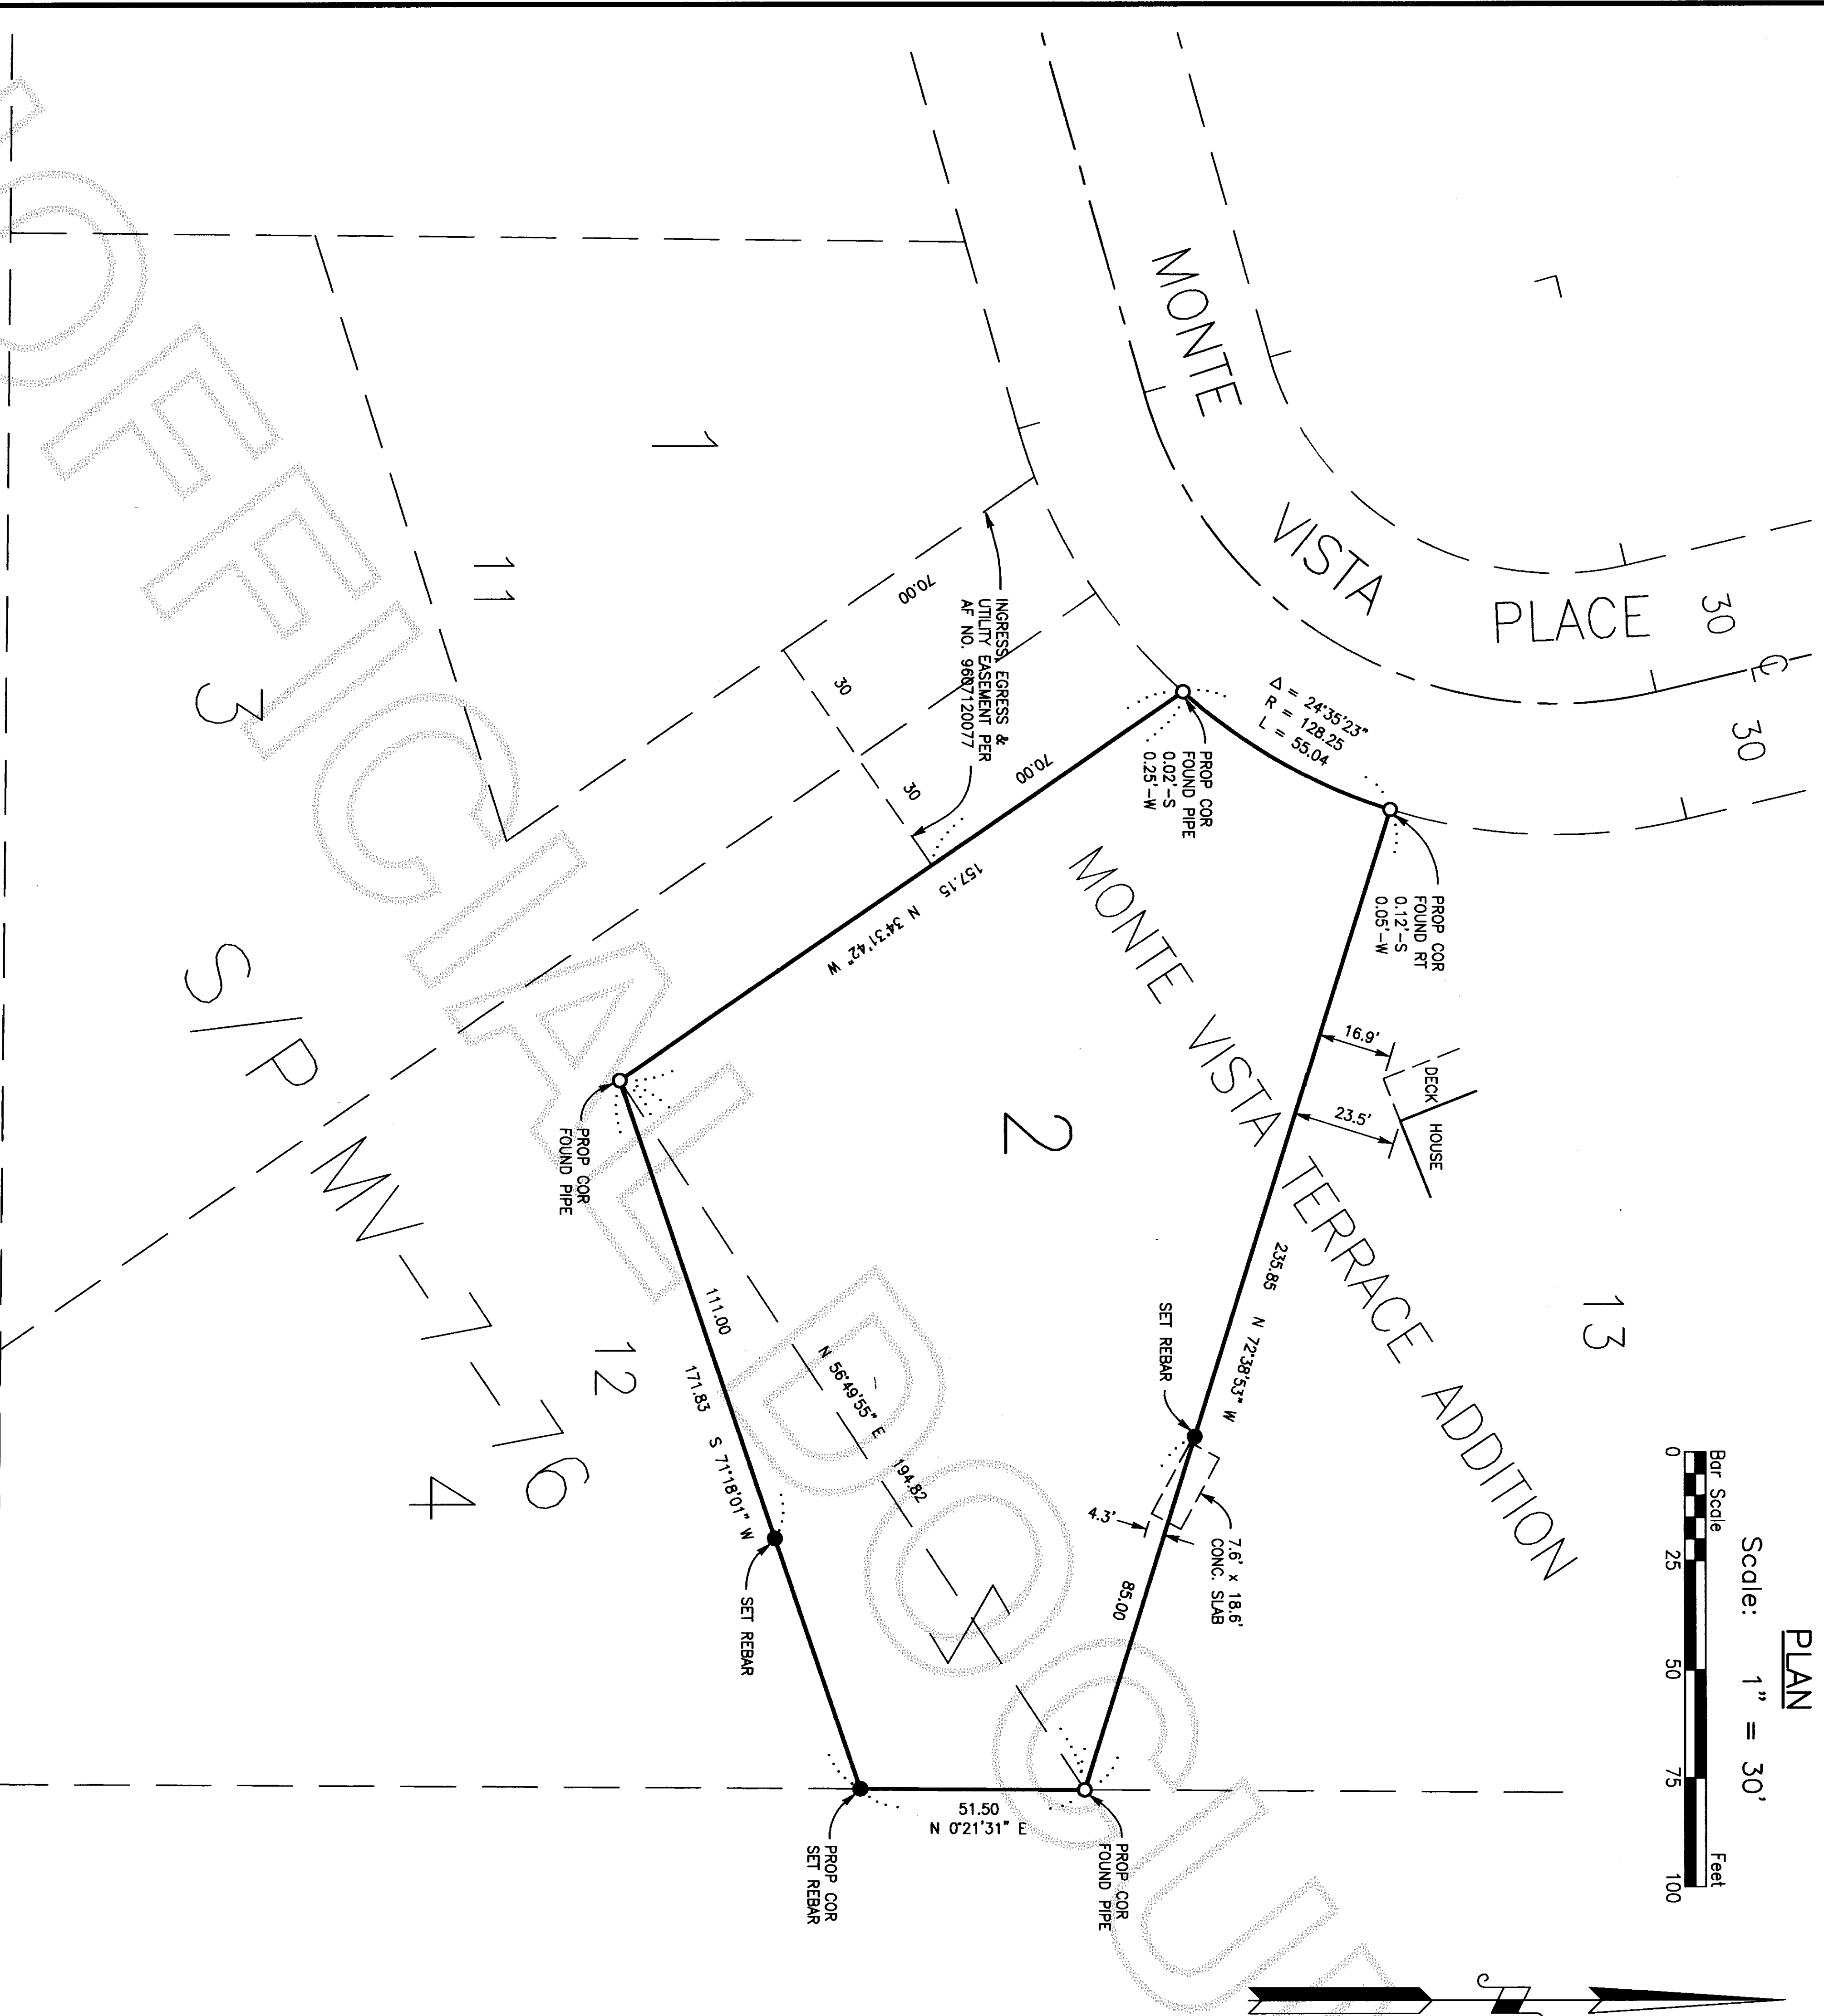 PLAN
Scale: 1" = 30'
Bar Scale
Feet
0 25 50 75 100
MONTE VISTA PLACE
30
℄
30
Δ = 24°35'23"
R = 128.25
L = 55.04
PROP COR
FOUND RT
0.12'-S
0.05'-W
PROP COR
FOUND PIPE
0.02'-S
0.25'-W
16.9'
DECK
HOUSE
23.5'
13
MONTE VISTA TERRACE ADDITION
235.85 N 72°38'53" W
SET REBAR
7.6' x 18.6'
CONC. SLAB
4.3'
85.00
PROP COR
FOUND PIPE
51.50
N 0°21'31" E
PROP COR
SET REBAR
2
INGRESS, EGRESS &
UTILITY EASEMENT PER
AF NO. 9607120077
70.00
30
30
70.00
157.15 N 34°31'42" W
PROP COR
FOUND PIPE
N 56°49'55" E 194.82
111.00
171.83 S 71°18'01" W
SET REBAR
1
11
12
3
4
S/P MV-7-76
OFFICIAL DOCU